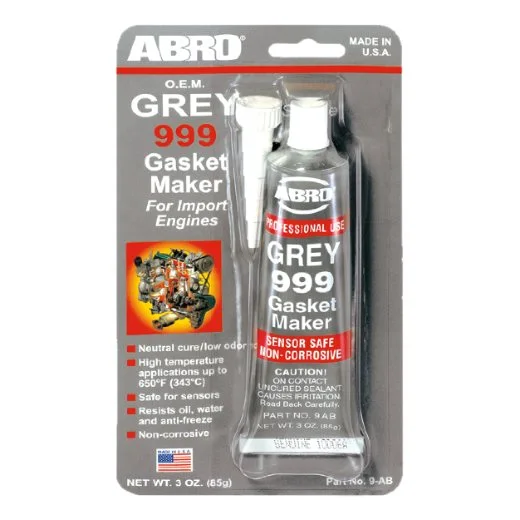 ABRO®
MADE IN
U.S.A.
O.E.M.
GREY
999
Gasket
Maker
For Import
Engines
Neutral cure/low odor
High temperature
applications up to
650°F (343°C)
Safe for sensors
Resists oil, water
and anti-freeze
Non-corrosive
MADE IN U.S.A.
NET WT. 3 OZ. (85g)
Part No. 9-AB
ABRO
PROFESSIONAL USE
GREY
999
Gasket
Maker
SENSOR SAFE
NON-CORROSIVE
CAUTION!
ON CONTACT
UNCURED SEALANT
CAUSES IRRITATION.
Read Back Carefully.
PART NO. 9 AB
NET WT. 3 OZ. (85g)